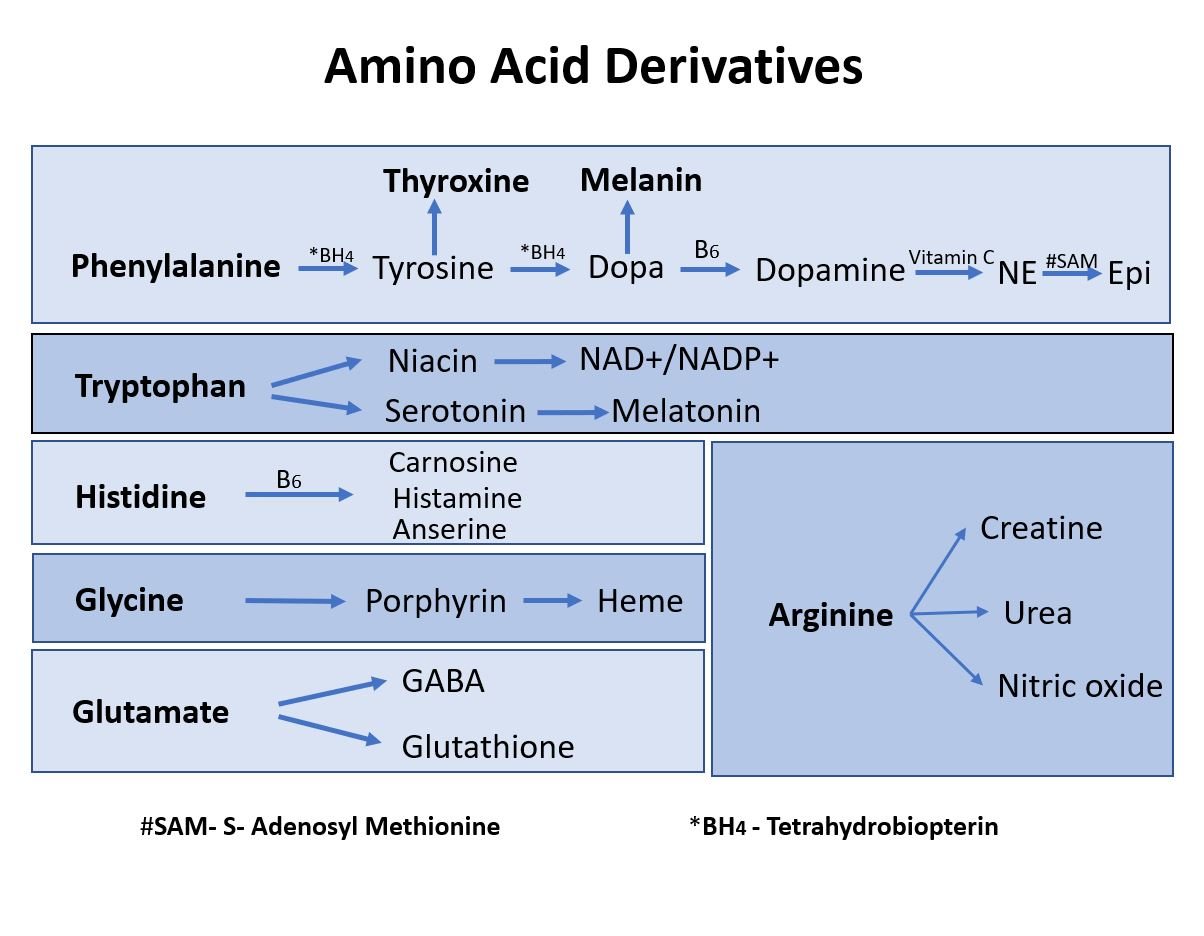 Amino Acid Derivatives
Thyroxine
Melanin
Phenylalanine *BH4 Tyrosine *BH4 Dopa B6 Dopamine Vitamin C NE #SAM Epi
Tryptophan
Niacin NAD+/NADP+
Serotonin Melatonin
Histidine B6
Carnosine
Histamine
Anserine
Glycine Porphyrin Heme
Glutamate
GABA
Glutathione
Arginine
Creatine
Urea
Nitric oxide
#SAM- S- Adenosyl Methionine
*BH4 - Tetrahydrobiopterin